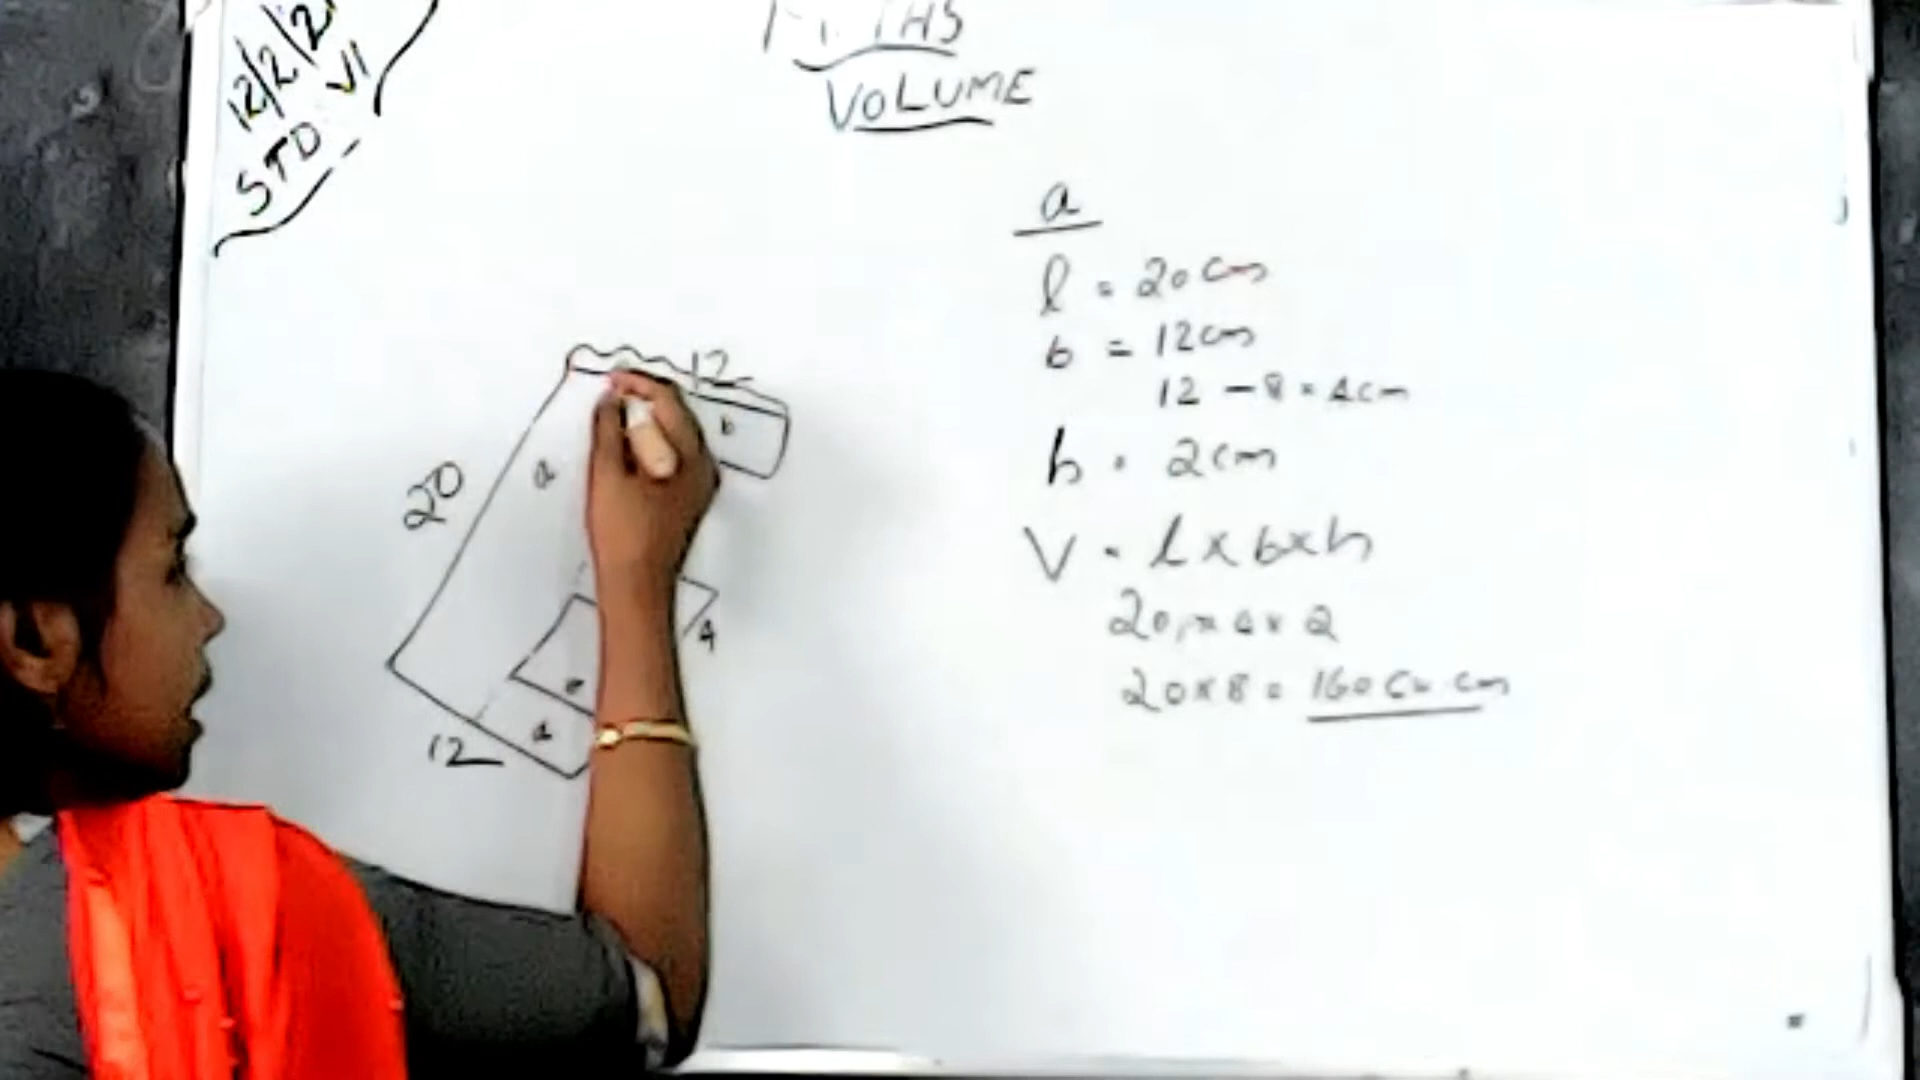 12/2/2
STD VI
MATHS
VOLUME
a
l = 20cm
b = 12cm
12 - 8 = 4cm
h = 2cm
V = l x b x h
20 x 4 x 2
20 x 8 = 160 cu.cm
12
b
20
a
4
e
d
12